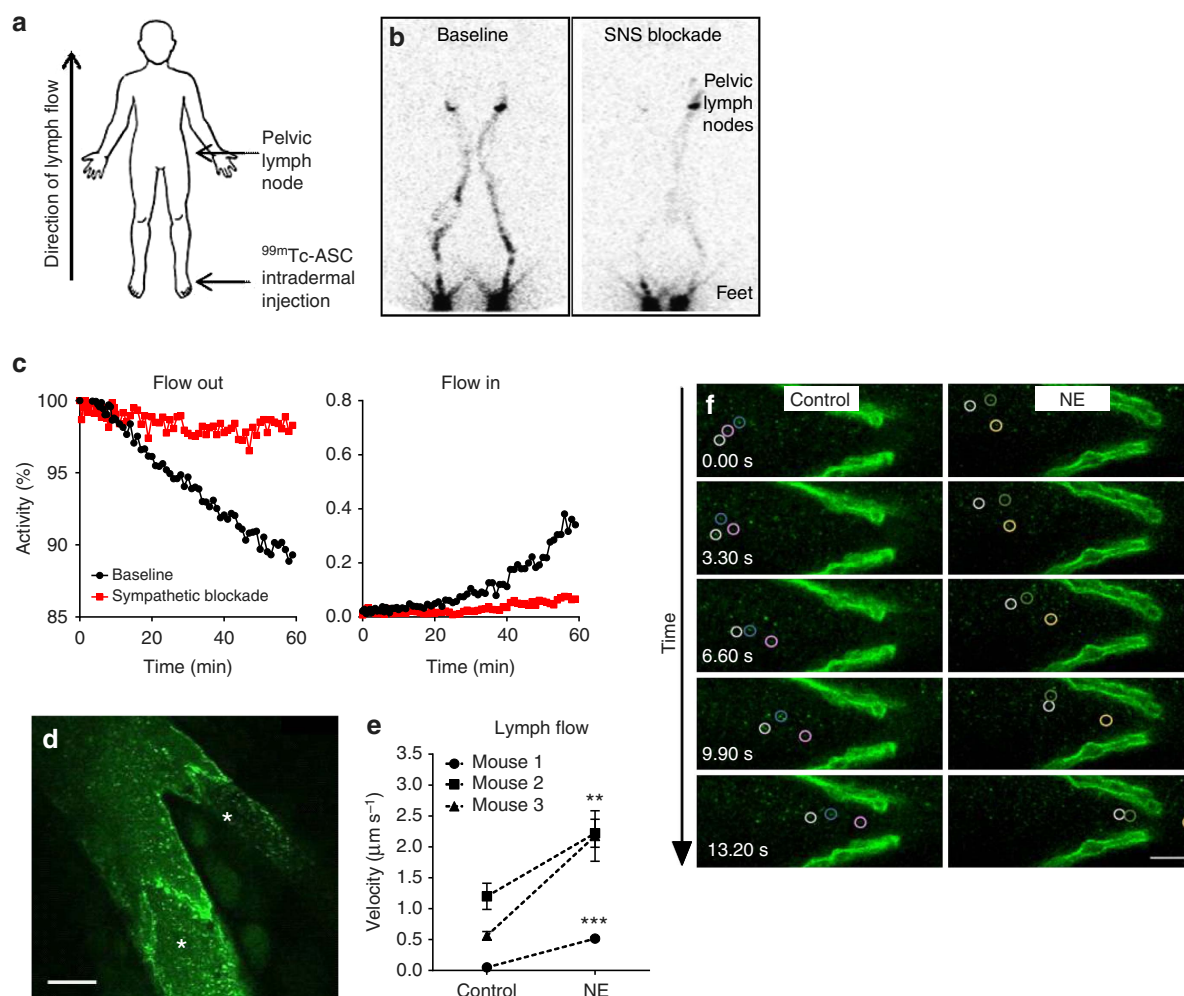 a
Direction of lymph flow
Pelvic
lymph
node
99mTc-ASC
intradermal
injection
b
Baseline
SNS blockade
Pelvic
lymph
nodes
Feet
c
Flow out
Activity (%)
100
95
90
85
Baseline
Sympathetic blockade
0
20
40
60
Time (min)
Flow in
0.8
0.6
0.4
0.2
0.0
0
20
40
60
Time (min)
d
*
*
e
Lymph flow
Velocity (µm s−1)
3.5
3.0
2.5
2.0
1.5
1.0
0.5
0.0
Mouse 1
Mouse 2
Mouse 3
**
***
Control
NE
f
Time
Control
NE
0.00 s
3.30 s
6.60 s
9.90 s
13.20 s